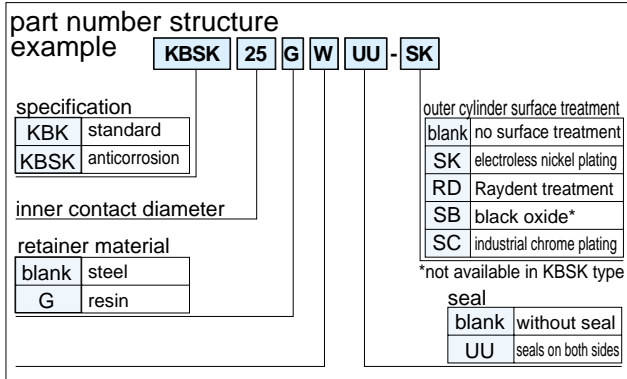 part number structure
example KBSK 25 G W UU - SK
specification
KBK standard
KBSK anticorrosion
inner contact diameter
retainer material
blank steel
G resin
outer cylinder surface treatment
blank no surface treatment
SK electroless nickel plating
RD Raydent treatment
SB black oxide*
SC industrial chrome plating
*not available in KBSK type
seal
blank without seal
UU seals on both sides